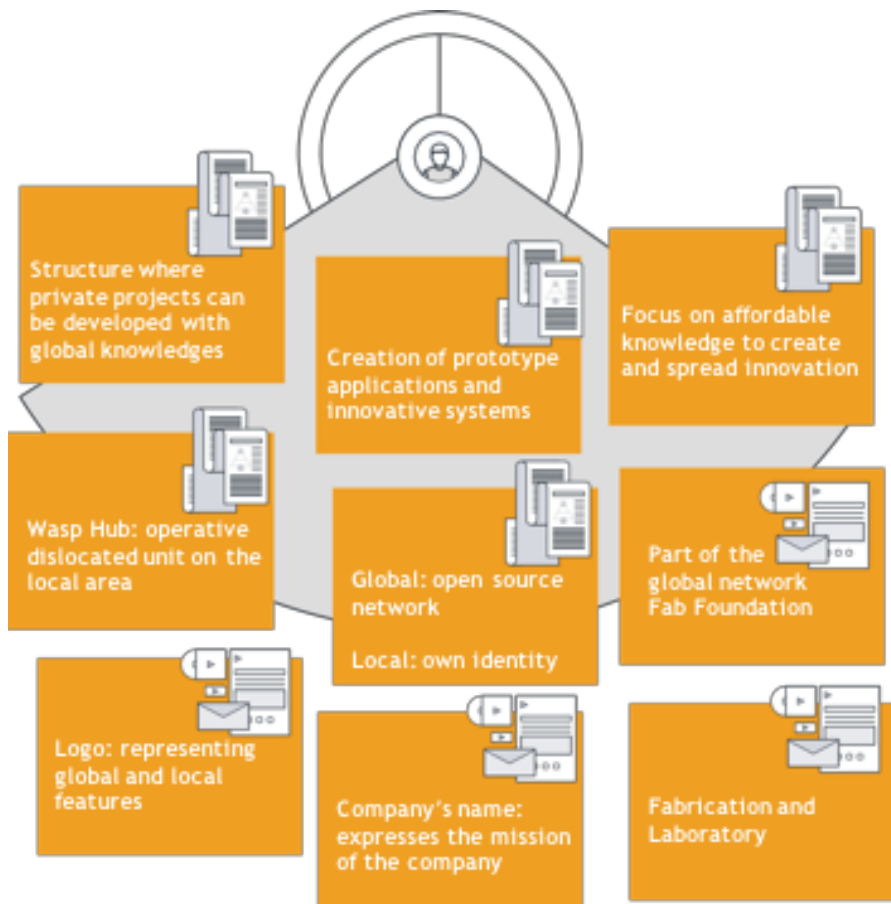 Structure where
private projects can
be developed with
global knowledges
Creation of prototype
applications and
innovative systems
Focus on affordable
knowledge to create
and spread innovation
Wasp Hub: operative
dislocated unit on the
local area
Global: open source
network
Local: own identity
Part of the
global network
Fab Foundation
Logo: representing
global and local
features
Company's name:
expresses the mission
of the company
Fabrication and
Laboratory